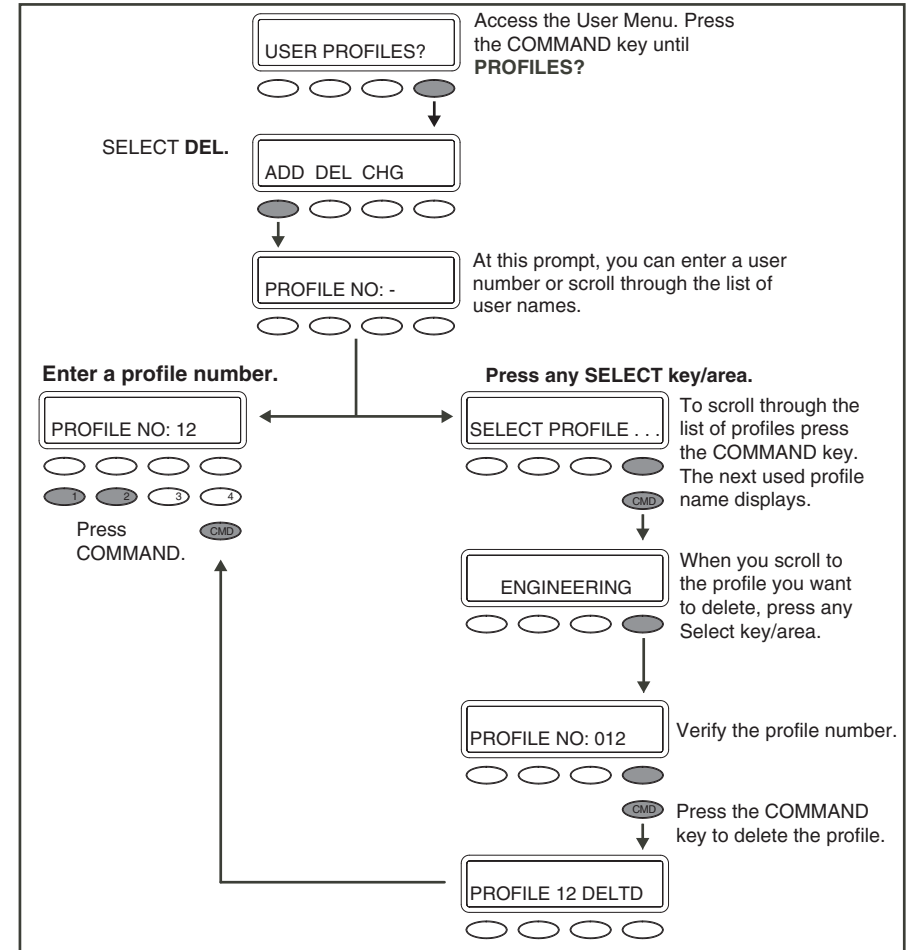 USER PROFILES?
Access the User Menu. Press
the COMMAND key until
PROFILES?
SELECT DEL.
ADD DEL CHG
PROFILE NO: -
At this prompt, you can enter a user
number or scroll through the list of
user names.
Enter a profile number.
PROFILE NO: 12
1 2 3 4
Press
COMMAND.
CMD
Press any SELECT key/area.
SELECT PROFILE . . .
To scroll through the
list of profiles press
the COMMAND key.
The next used profile
name displays.
CMD
ENGINEERING
When you scroll to
the profile you want
to delete, press any
Select key/area.
PROFILE NO: 012
Verify the profile number.
CMD
Press the COMMAND
key to delete the profile.
PROFILE 12 DELTD